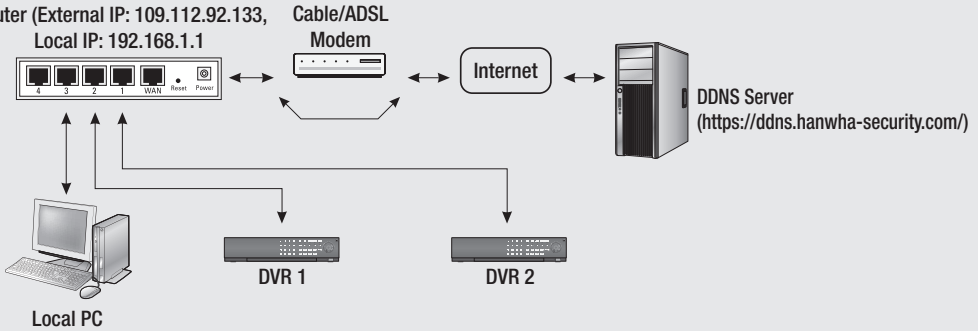 (External IP: 109.112.92.133,
Local IP: 192.168.1.1
Cable/ADSL
Modem
Internet
DDNS Server
(https://ddns.hanwha-security.com/)
4 3 2 1 WAN Reset Power
DVR 1
DVR 2
Local PC